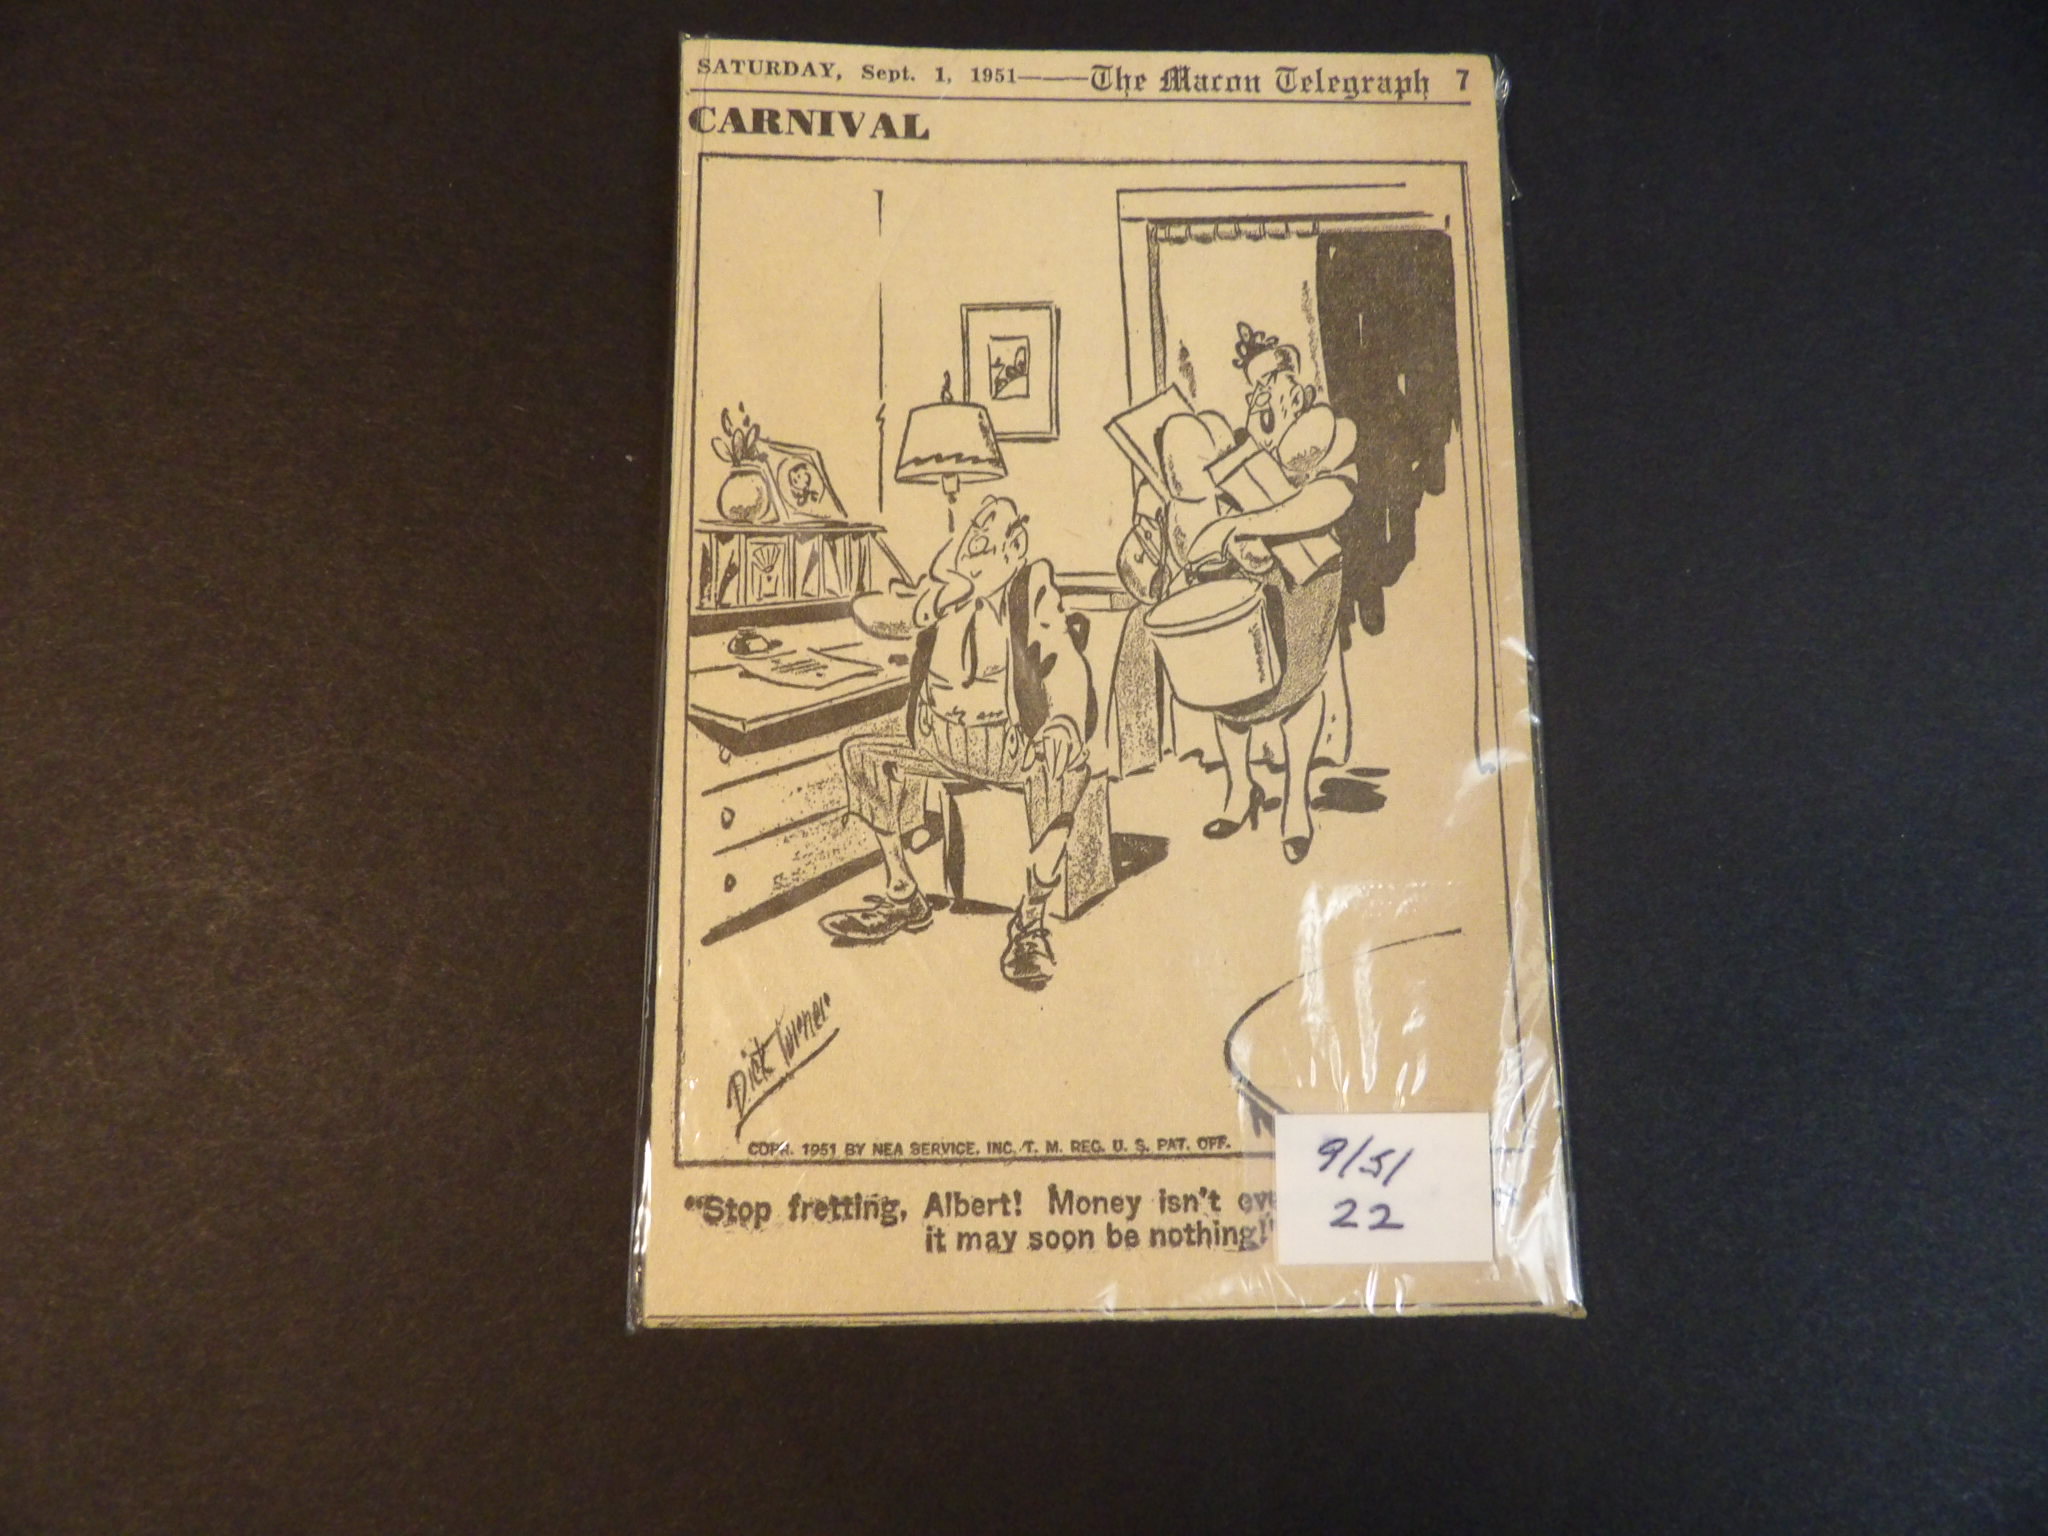 SATURDAY, Sept. 1, 1951——The Macon Telegraph 7
CARNIVAL
Dick Turner
COPR. 1951 BY NEA SERVICE, INC. T. M. REG. U. S. PAT. OFF.
"Stop fretting, Albert! Money isn't
it may soon be nothing!"
9/51
22